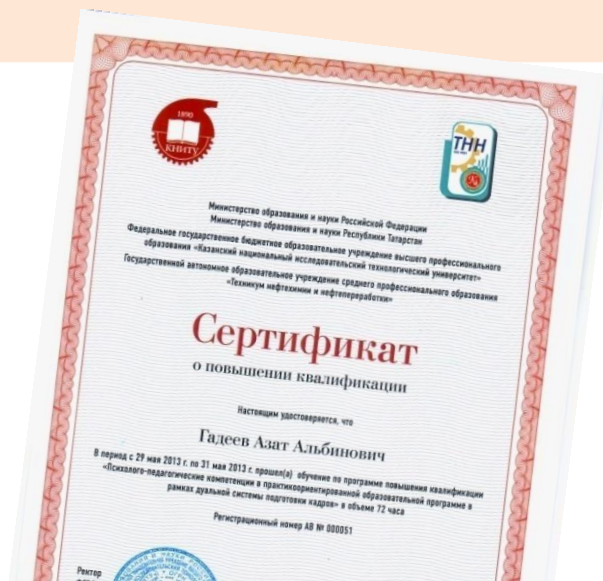 1890
КНИТУ
ТНН
Министерство образования и науки Российской Федерации
Министерство образования и науки Республики Татарстан
Федеральное государственное бюджетное образовательное учреждение высшего профессионального
образования «Казанский национальный исследовательский технологический университет»
Государственной автономное образовательное учреждение среднего профессионального образования
«Техникум нефтехимии и нефтепереработки»
Сертификат
о повышении квалификации
Настоящим удостоверяется, что
Гадеев Азат Альбинович
В период с 29 мая 2013 г. по 31 мая 2013 г. прошел(а) обучение по программе повышения квалификации
«Психолого-педагогические компетенции в практикоориентированной образовательной программе в
рамках дуальной системы подготовки кадров» в объеме 72 часа
Регистрационный номер АВ № 000051
Ректор